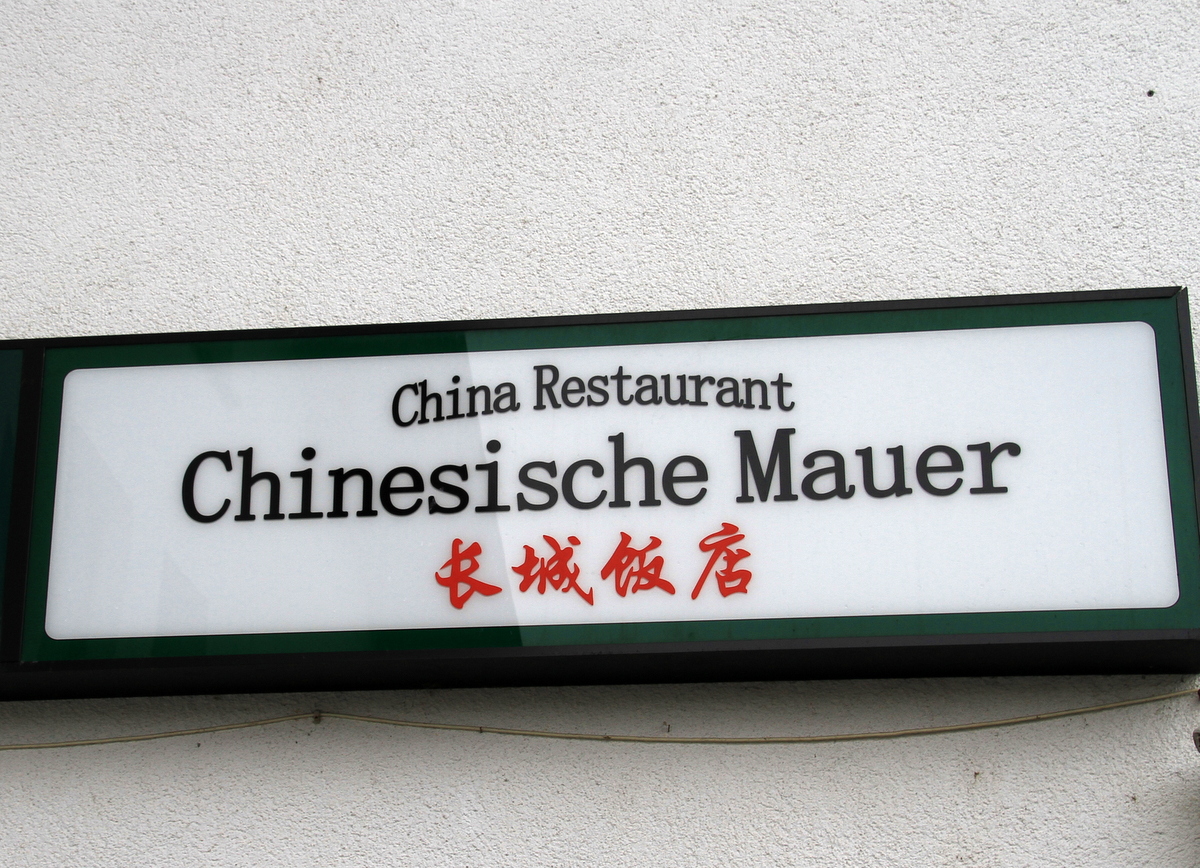 China Restaurant
Chinesische Mauer
长城饭店